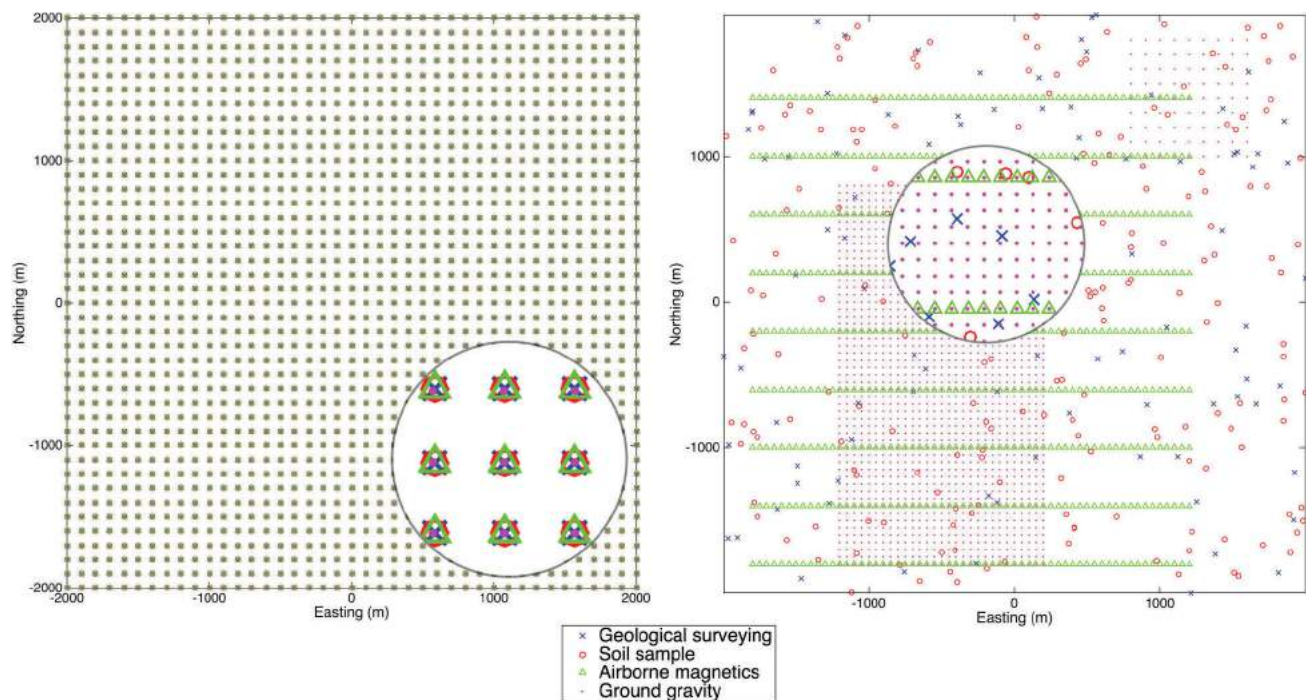 2000
1000
0
-1000
-2000
Northing (m)
-2000
-1000
0
1000
2000
Easting (m)
1000
0
-1000
Northing (m)
-1000
0
1000
Easting (m)
Geological surveying
Soil sample
Airborne magnetics
Ground gravity